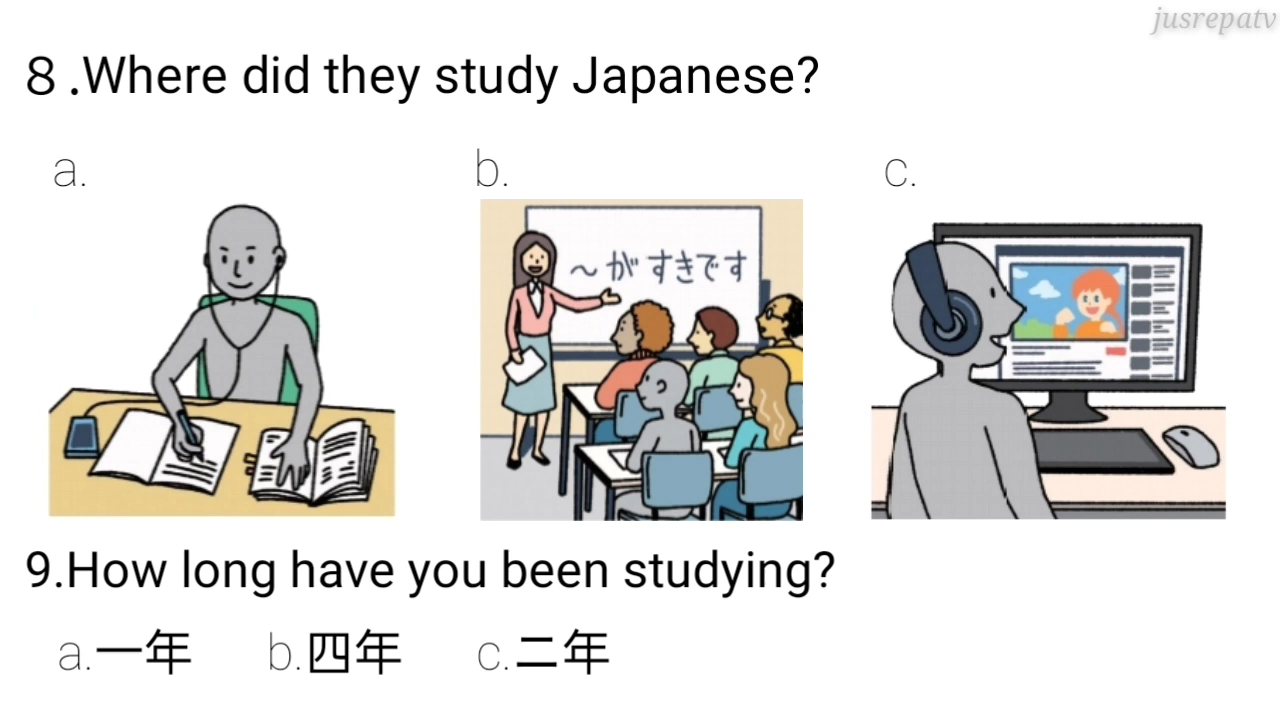 jusrepatv
８.Where did they study Japanese?
a.
b.
c.
～がすきです
9.How long have you been studying?
a.一年 b.四年 c.二年